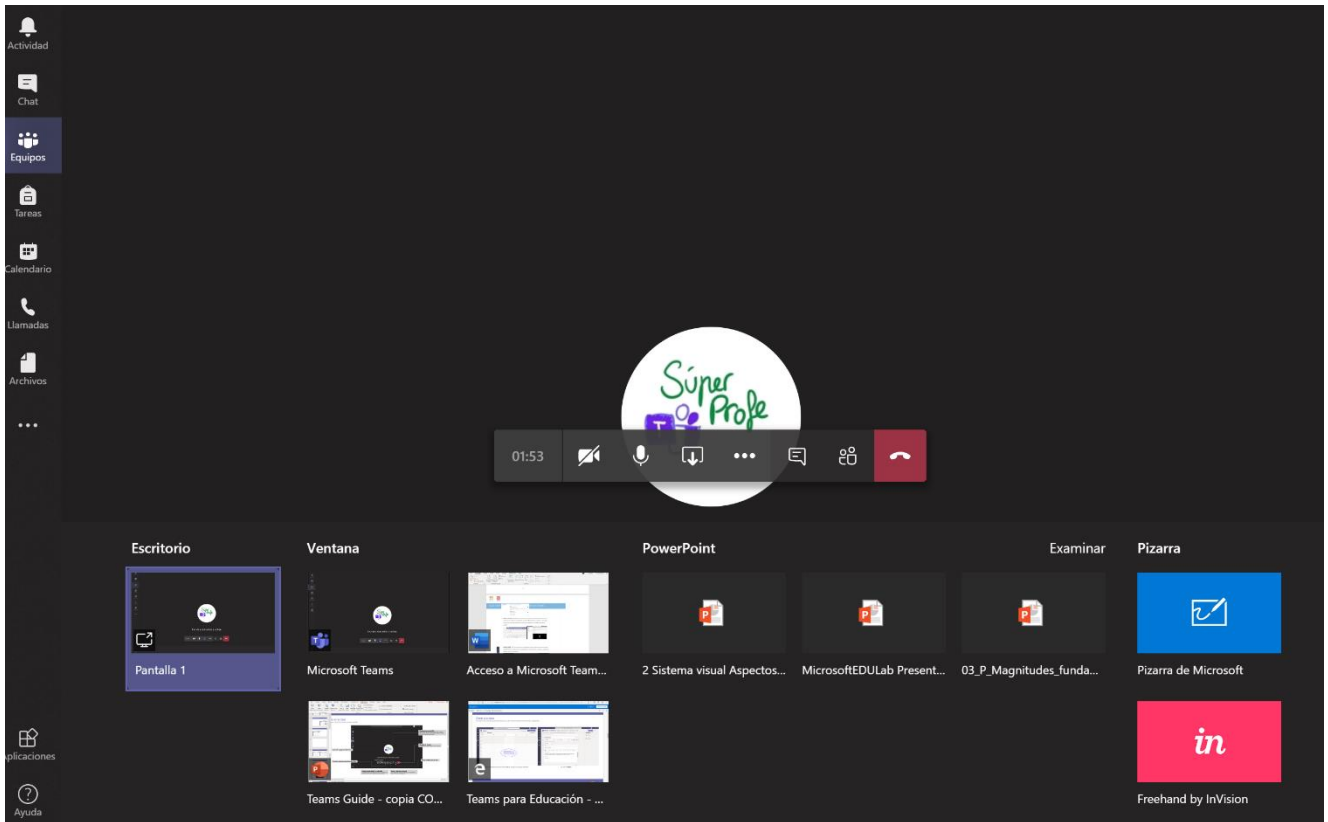 Actividad
Chat
Equipos
Tareas
Calendario
Llamadas
Archivos
Súper
Profe
T
01:53
Escritorio
Ventana
PowerPoint
Examinar
Pizarra
Pantalla 1
Microsoft Teams
Acceso a Microsoft Team...
2 Sistema visual Aspectos...
MicrosoftEDULab Present...
03_P_Magnitudes_funda...
Pizarra de Microsoft
in
Teams Guide - copia CO...
Teams para Educación - ...
Freehand by InVision
plicaciones
Ayuda